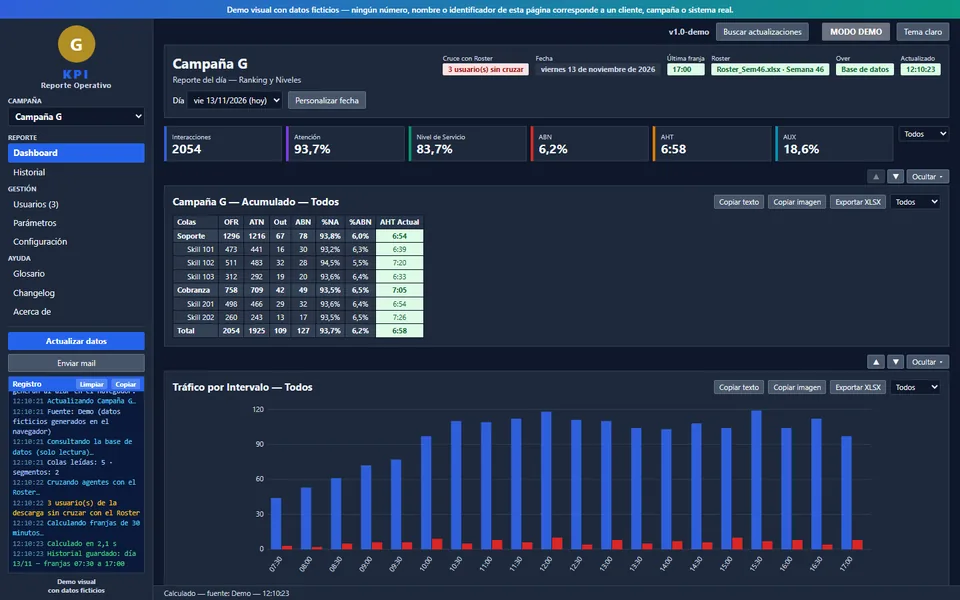 Demo visual con datos ficticios — ningún número, nombre o identificador de esta página corresponde a un cliente, campaña o sistema real.
G
KPI
Reporte Operativo
CAMPAÑA
Campaña G
REPORTE
Dashboard
Historial
GESTIÓN
Usuarios (3)
Parámetros
Configuración
AYUDA
Glosario
Changelog
Acerca de
Actualizar datos
Enviar mail
Registro Limpiar Copiar
12:10:21 Actualizando Campaña G…
12:10:21 Fuente: Demo (datos
ficticios generados en el
navegador)
12:10:21 Consultando la base de
datos (solo lectura)…
12:10:21 Colas leídas: 5 ·
segmentos: 2
12:10:22 Cruzando agentes con el
Roster…
12:10:22 3 usuario(s) de la
descarga sin cruzar con el Roster
12:10:22 Calculando franjas de 30
minutos…
12:10:23 Calculado en 2,1 s
12:10:23 Historial guardado: día
13/11 — franjas 07:30 a 17:00
Demo visual
con datos ficticios
v1.0-demo Buscar actualizaciones MODO DEMO Tema claro
Campaña G
Reporte del día — Ranking y Niveles
Cruce con Roster Fecha Última franja Roster Over Actualizado
3 usuario(s) sin cruzar viernes 13 de noviembre de 2026 17:00 Roster_Sem46.xlsx · Semana 46 Base de datos 12:10:23
Día vie 13/11/2026 (hoy) Personalizar fecha
Interacciones Atención Nivel de Servicio ABN AHT AUX
2054 93,7% 83,7% 6,2% 6:58 18,6% Todos
▲ ▼ Ocultar
Campaña G — Acumulado — Todos Copiar texto Copiar imagen Exportar XLSX Todos
Colas OFR ATN Out ABN %NA %ABN AHT Actual
Soporte 1296 1216 67 78 93,8% 6,0% 6:54
Skill 101 473 441 16 30 93,2% 6,3% 6:39
Skill 102 511 483 32 28 94,5% 5,5% 7:20
Skill 103 312 292 19 20 93,6% 6,4% 6:33
Cobranza 758 709 42 49 93,5% 6,5% 7:05
Skill 201 498 466 29 32 93,6% 6,4% 6:54
Skill 202 260 243 13 17 93,5% 6,5% 7:26
Total 2054 1925 109 127 93,7% 6,2% 6:58
▲ ▼ Ocultar
Tráfico por Intervalo — Todos Copiar texto Copiar imagen Exportar XLSX Todos
120
90
60
30
0
07:30 08:00 08:30 09:00 09:30 10:00 10:30 11:00 11:30 12:00 12:30 13:00 13:30 14:00 14:30 15:00 15:30 16:00 16:30 17:00
Calculado — fuente: Demo — 12:10:23